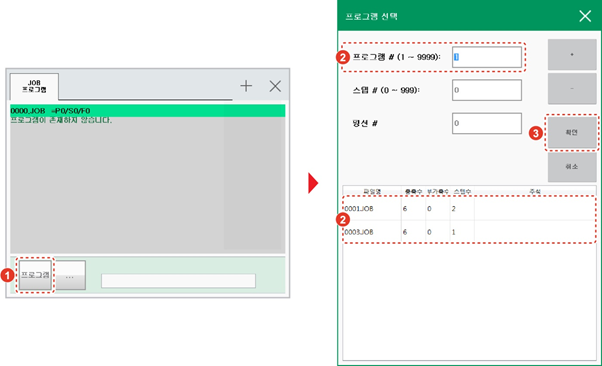 JOB
프로그램
0000.JOB =P0/S0/F0
프로그램이 존재하지 않습니다.
1
프로그램
...
프로그램 선택
2
프로그램 # (1 ~ 9999):
1
+
스텝 # (0 ~ 999):
0
-
펑션 #
0
3
확인
취소
파일명 총축수 부가축수 스텝수 주석
2
0001.JOB 6 0 2
0003.JOB 6 0 1